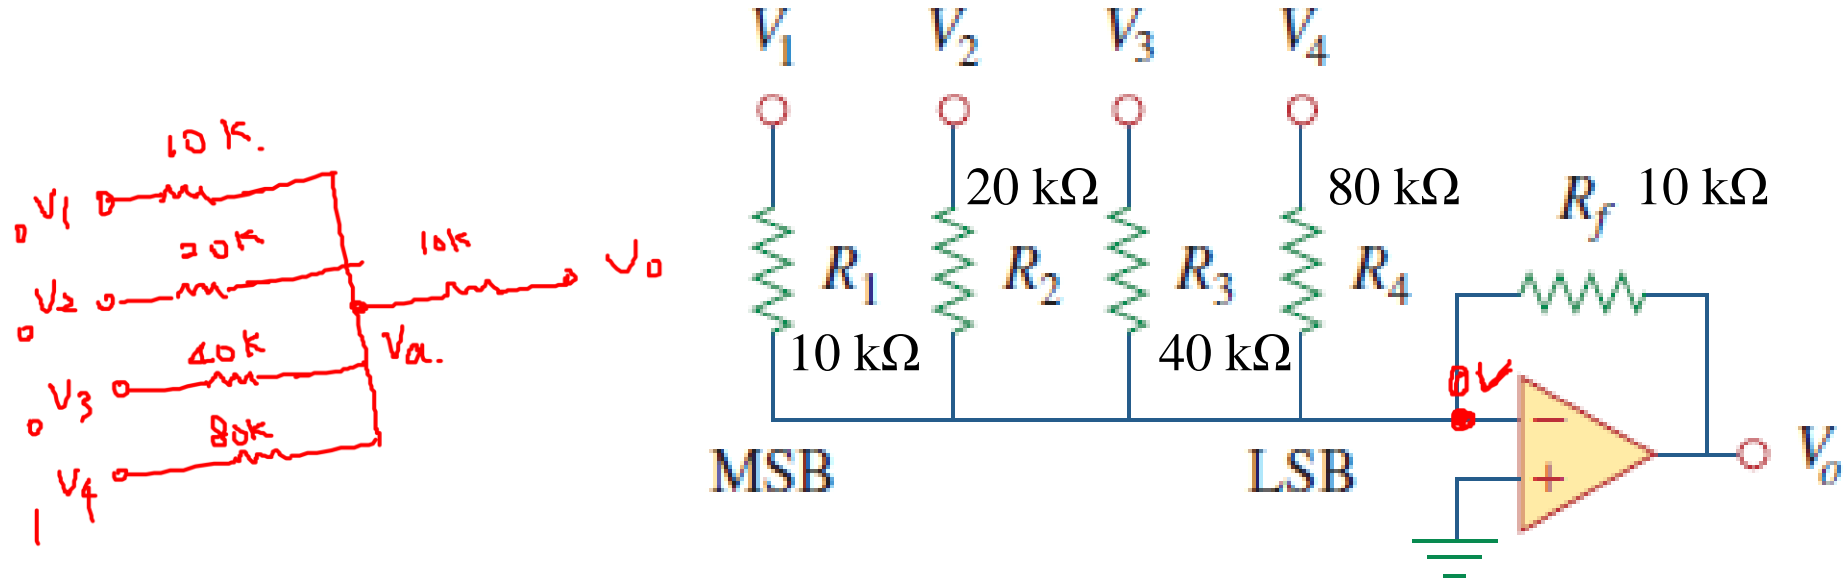 10 K.
V1
0
20K
10K
V0
V2
0
40K
Va.
V3
0
80K
V4
1
V1 V2 V3 V4
20 kΩ 80 kΩ Rf 10 kΩ
R1 R2 R3 R4
10 kΩ 40 kΩ
0V
−
MSB LSB Vo
+